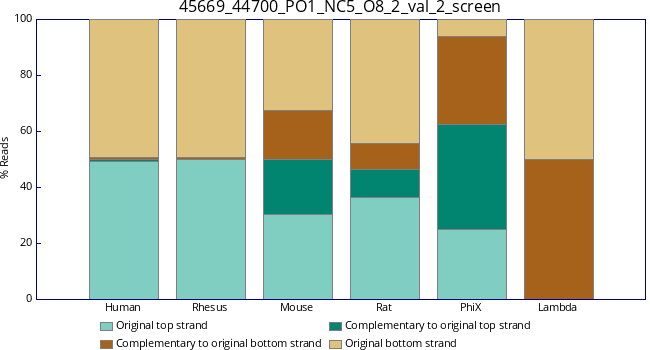 45669_44700_PO1_NC5_O8_2_val_2_screen
100
80
60
40
20
0
% Reads
Human Rhesus Mouse Rat PhiX Lambda
Original top strand Complementary to original top strand
Complementary to original bottom strand Original bottom strand